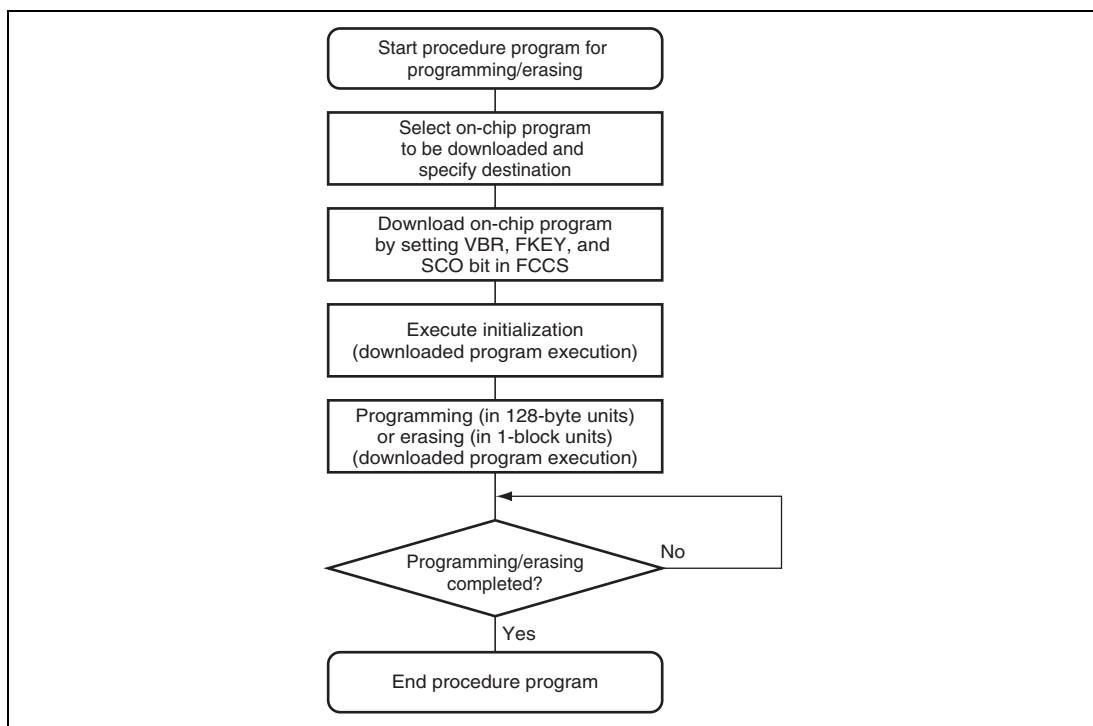 Start procedure program for
programming/erasing
Select on-chip program
to be downloaded and
specify destination
Download on-chip program
by setting VBR, FKEY, and
SCO bit in FCCS
Execute initialization
(downloaded program execution)
Programming (in 128-byte units)
or erasing (in 1-block units)
(downloaded program execution)
Programming/erasing
completed?
No
Yes
End procedure program